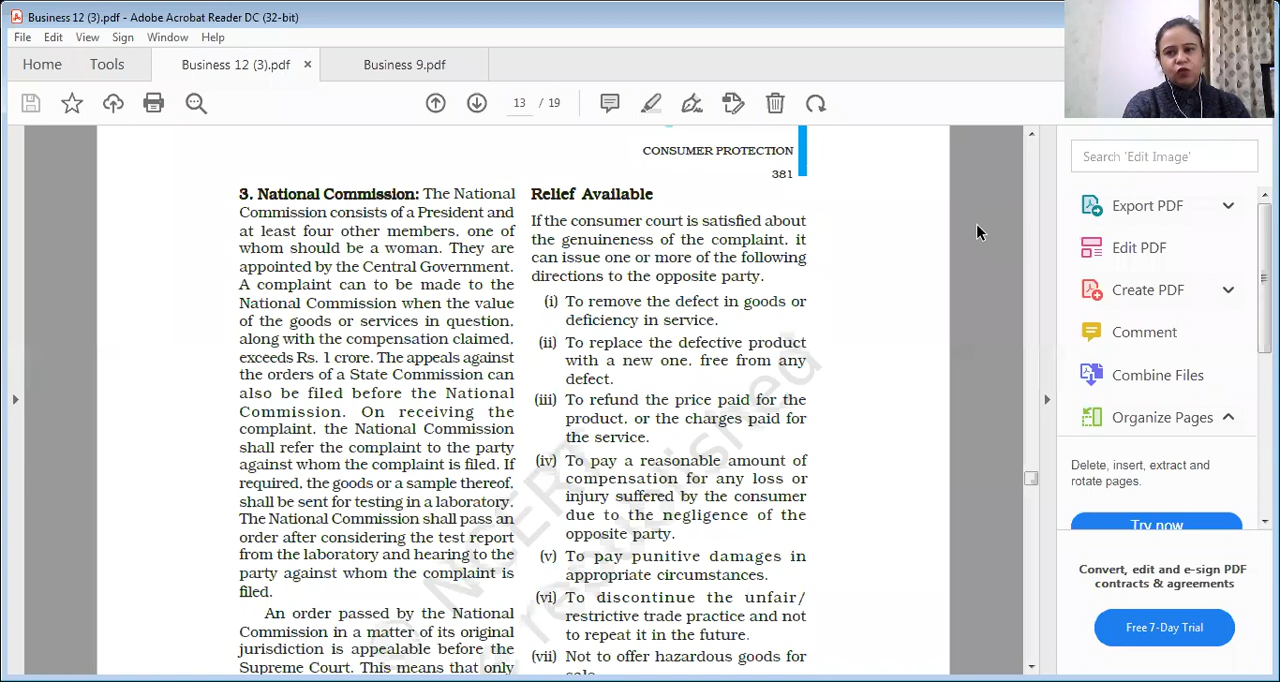 Business 12 (3).pdf - Adobe Acrobat Reader DC (32-bit)
File Edit View Sign Window Help
Home Tools Business 12 (3).pdf × Business 9.pdf
13 / 19
CONSUMER PROTECTION
381
3. National Commission: The National
Commission consists of a President and
at least four other members, one of
whom should be a woman. They are
appointed by the Central Government.
A complaint can to be made to the
National Commission when the value
of the goods or services in question,
along with the compensation claimed,
exceeds Rs. 1 crore. The appeals against
the orders of a State Commission can
also be filed before the National
Commission. On receiving the
complaint, the National Commission
shall refer the complaint to the party
against whom the complaint is filed. If
required, the goods or a sample thereof,
shall be sent for testing in a laboratory.
The National Commission shall pass an
order after considering the test report
from the laboratory and hearing to the
party against whom the complaint is
filed.
An order passed by the National
Commission in a matter of its original
jurisdiction is appealable before the
Supreme Court. This means that only
Relief Available
If the consumer court is satisfied about
the genuineness of the complaint, it
can issue one or more of the following
directions to the opposite party.
(i) To remove the defect in goods or
deficiency in service.
(ii) To replace the defective product
with a new one, free from any
defect.
(iii) To refund the price paid for the
product, or the charges paid for
the service.
(iv) To pay a reasonable amount of
compensation for any loss or
injury suffered by the consumer
due to the negligence of the
opposite party.
(v) To pay punitive damages in
appropriate circumstances.
(vi) To discontinue the unfair/
restrictive trade practice and not
to repeat it in the future.
(vii) Not to offer hazardous goods for
sale.
© NCERT
republished
Search 'Edit Image'
Export PDF
Edit PDF
Create PDF
Comment
Combine Files
Organize Pages
Delete, insert, extract and
rotate pages.
Try now
Convert, edit and e-sign PDF
contracts & agreements
Free 7-Day Trial